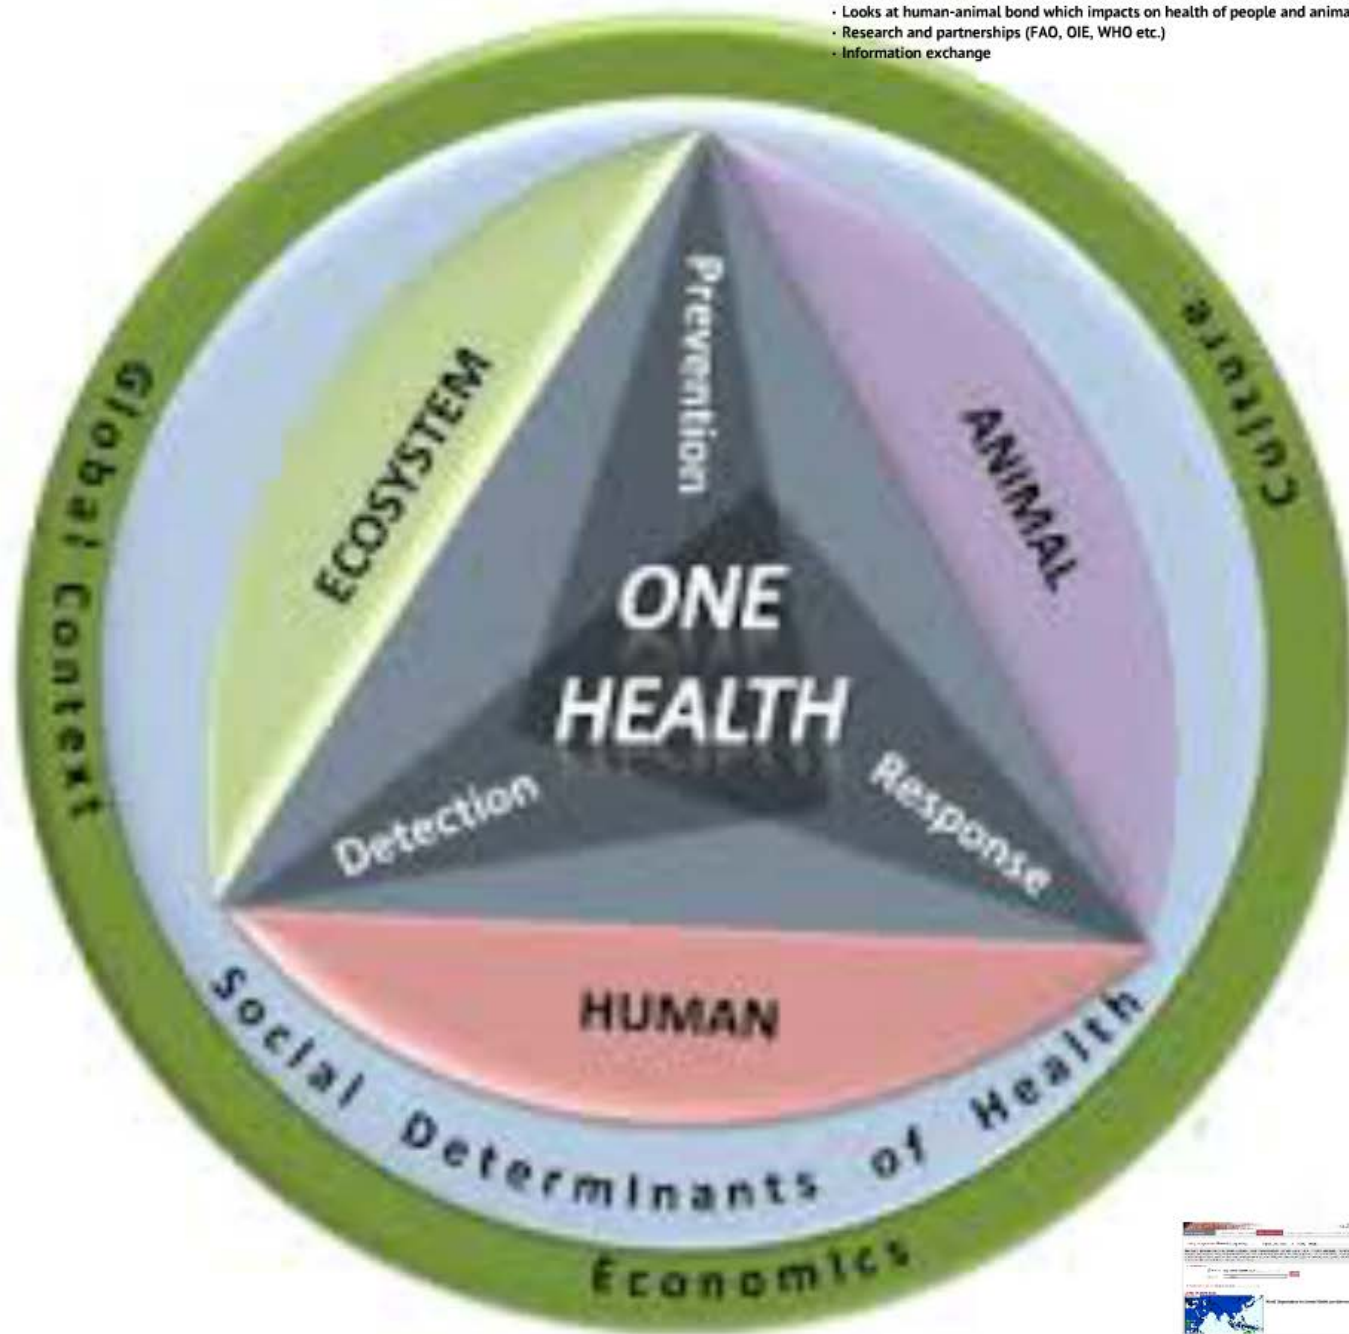 · Looks at human-animal bond which impacts on health of people and anima
· Research and partnerships (FAO, OIE, WHO etc.)
· Information exchange
Global Context
Culture
ECOSYSTEM
Prevention
ANIMAL
ONE
HEALTH
Detection
Response
HUMAN
Social Determinants of Health
Economics